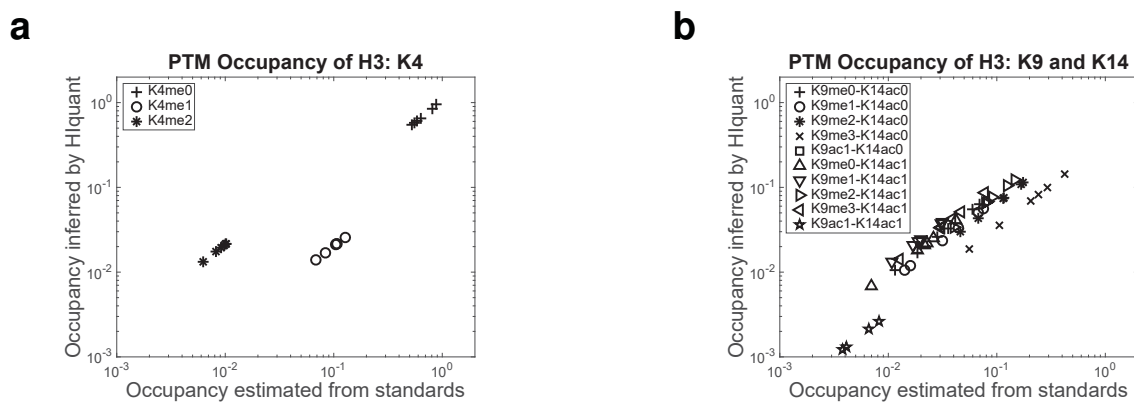 a
PTM Occupancy of H3: K4
Occupancy inferred by HIquant
10^0
10^-1
10^-2
10^-3
K4me0
K4me1
K4me2
10^-3 10^-2 10^-1 10^0
Occupancy estimated from standards
b
PTM Occupancy of H3: K9 and K14
Occupancy inferred by HIquant
10^0
10^-1
10^-2
10^-3
K9me0-K14ac0
K9me1-K14ac0
K9me2-K14ac0
K9me3-K14ac0
K9ac1-K14ac0
K9me0-K14ac1
K9me1-K14ac1
K9me2-K14ac1
K9me3-K14ac1
K9ac1-K14ac1
10^-3 10^-2 10^-1 10^0
Occupancy estimated from standards